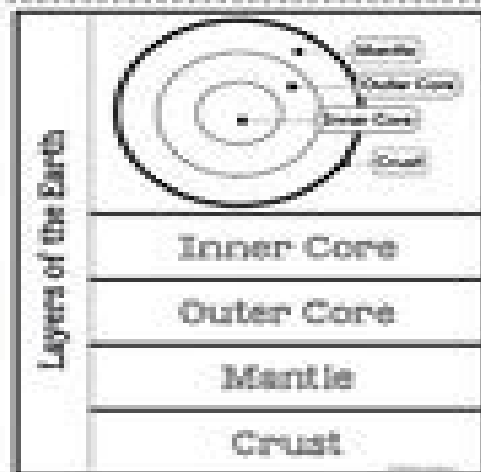 Layers of the Earth
Mantle
Outer Core
Inner Core
Crust
Inner Core
Outer Core
Mantle
Crust